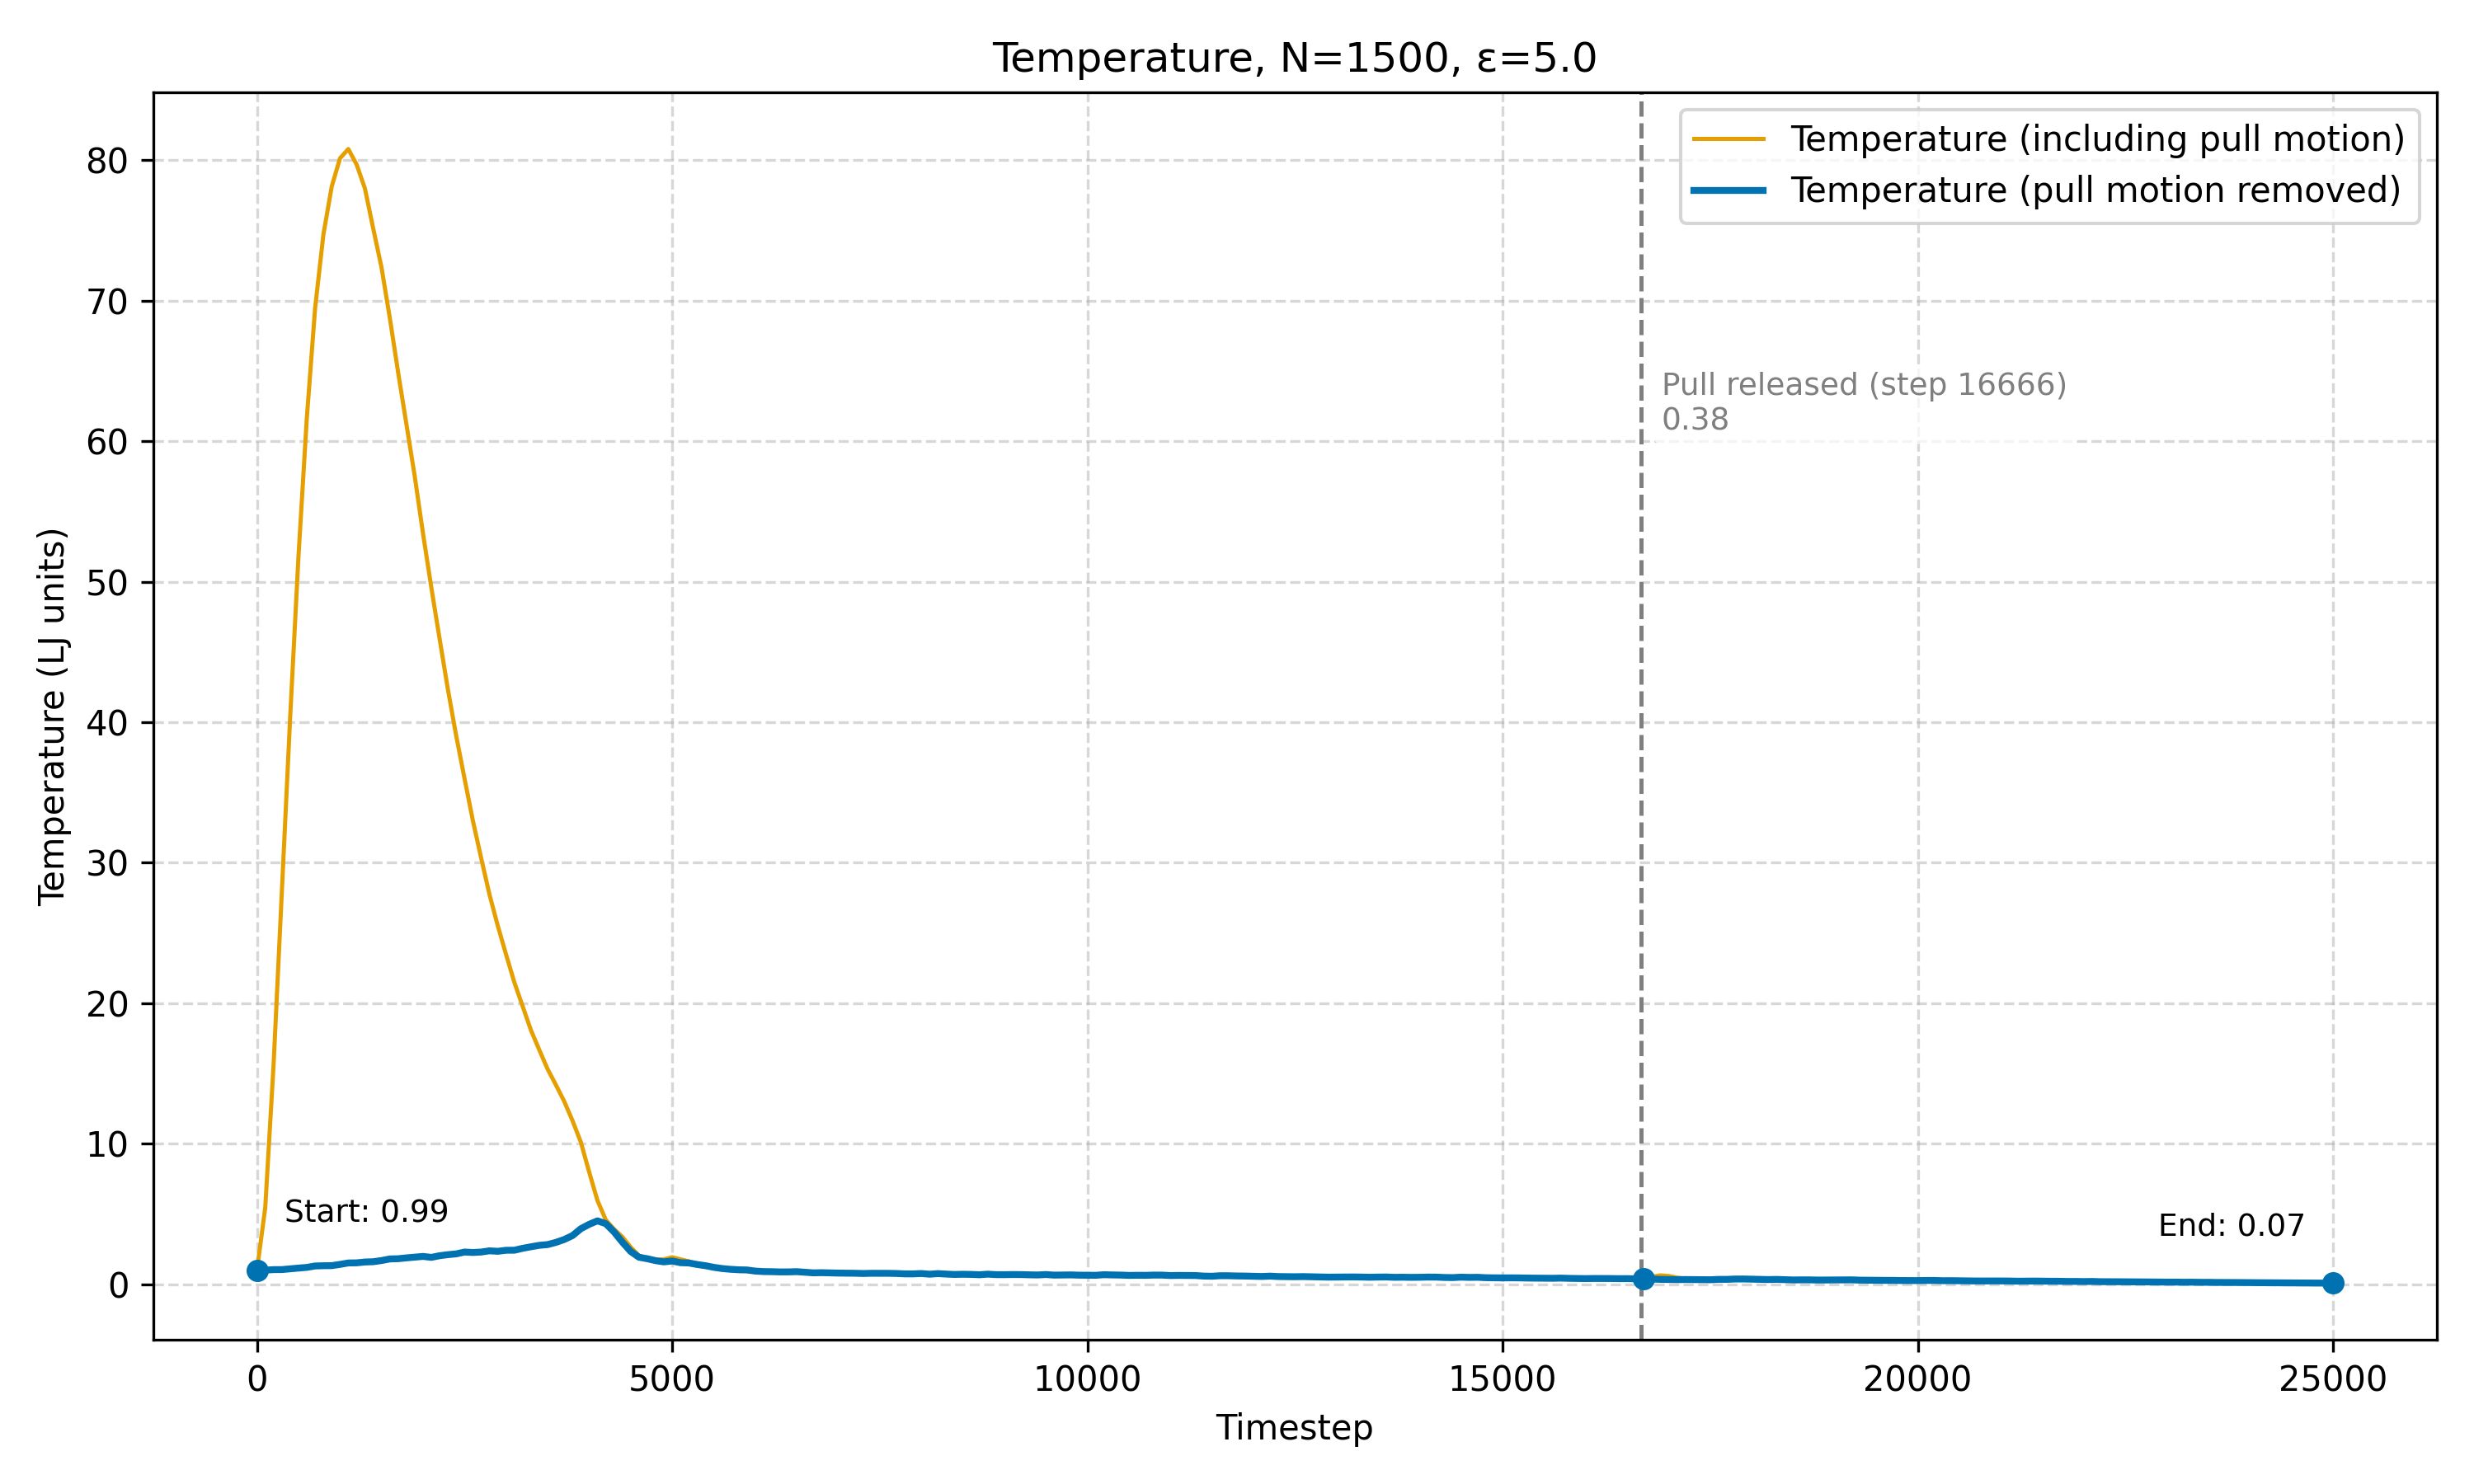 Temperature, N=1500, ε=5.0
Temperature (including pull motion)
Temperature (pull motion removed)
80
70
60
50
40
30
20
10
0
Temperature (LJ units)
Pull released (step 16666)
0.38
Start: 0.99
End: 0.07
0
5000
10000
15000
20000
25000
Timestep